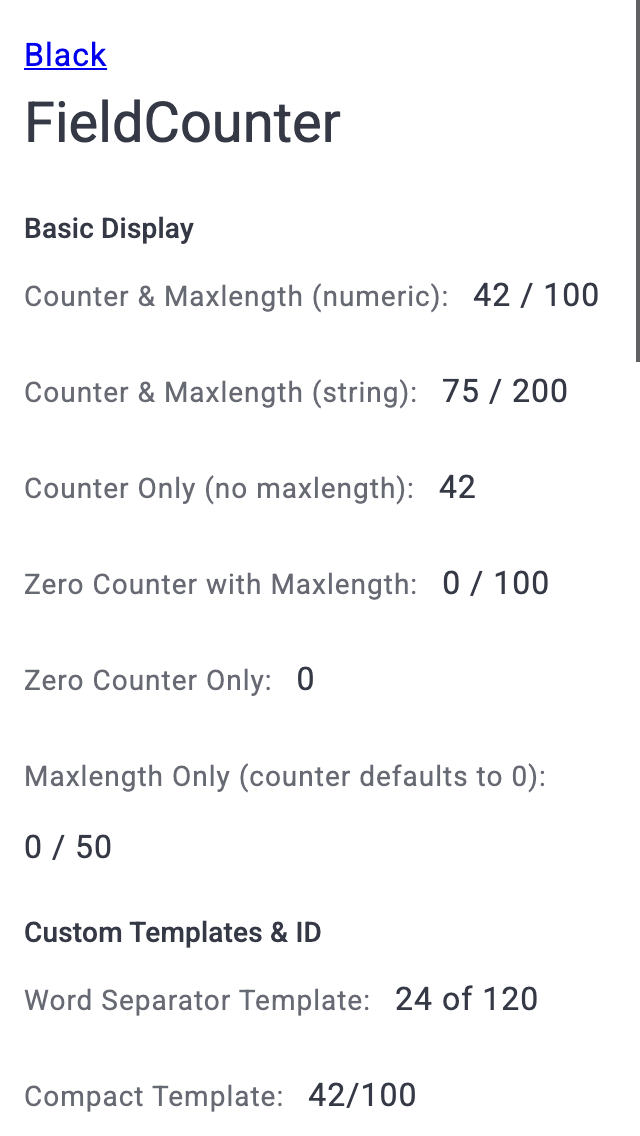 Black
FieldCounter
Basic Display
Counter & Maxlength (numeric): 42 / 100
Counter & Maxlength (string): 75 / 200
Counter Only (no maxlength): 42
Zero Counter with Maxlength: 0 / 100
Zero Counter Only: 0
Maxlength Only (counter defaults to 0):
0 / 50
Custom Templates & ID
Word Separator Template: 24 of 120
Compact Template: 42/100